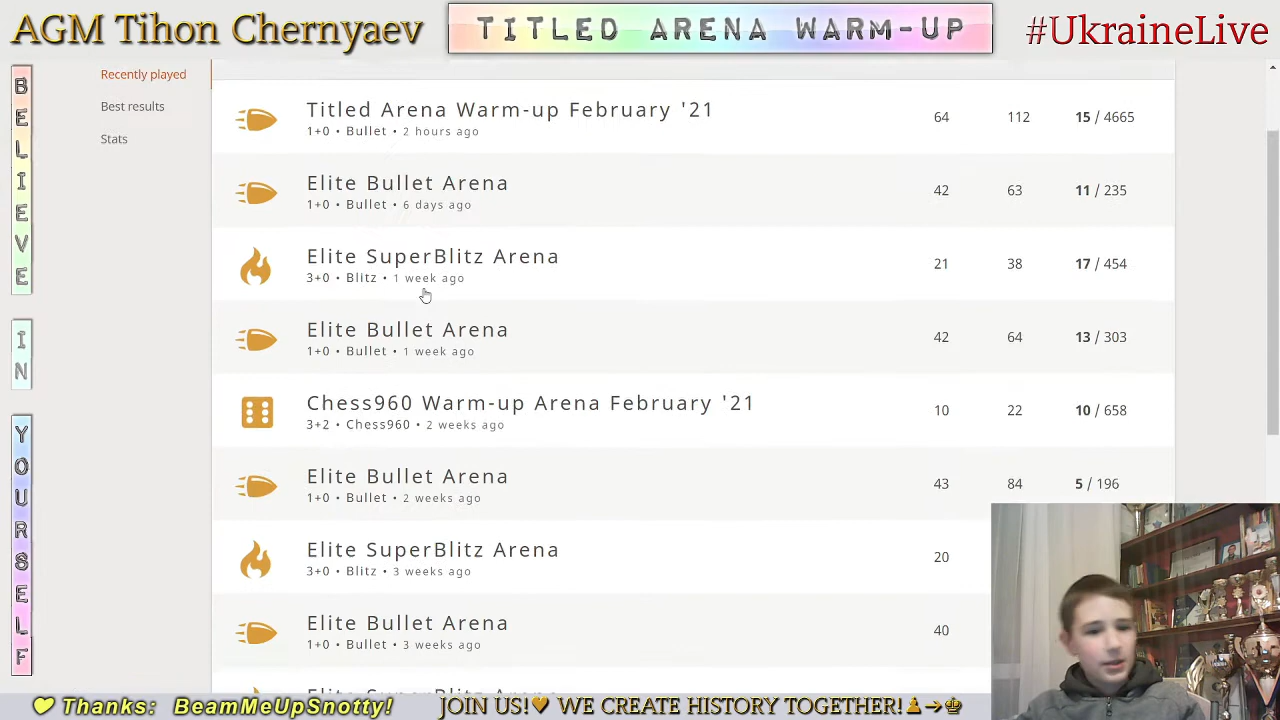 AGM Tihon Chernyaev
TITLED ARENA WARM-UP
#UkraineLive
BELIEVE
IN
YOURSELF
Recently played
Best results
Stats
Titled Arena Warm-up February '21
1+0 • Bullet • 2 hours ago
64 112 15 / 4665
Elite Bullet Arena
1+0 • Bullet • 6 days ago
42 63 11 / 235
Elite SuperBlitz Arena
3+0 • Blitz • 1 week ago
21 38 17 / 454
Elite Bullet Arena
1+0 • Bullet • 1 week ago
42 64 13 / 303
Chess960 Warm-up Arena February '21
3+2 • Chess960 • 2 weeks ago
10 22 10 / 658
Elite Bullet Arena
1+0 • Bullet • 2 weeks ago
43 84 5 / 196
Elite SuperBlitz Arena
3+0 • Blitz • 3 weeks ago
20
Elite Bullet Arena
1+0 • Bullet • 3 weeks ago
40
Elite SuperBlitz Arena
Thanks: BeamMeUpSnotty!
JOIN US! WE CREATE HISTORY TOGETHER!